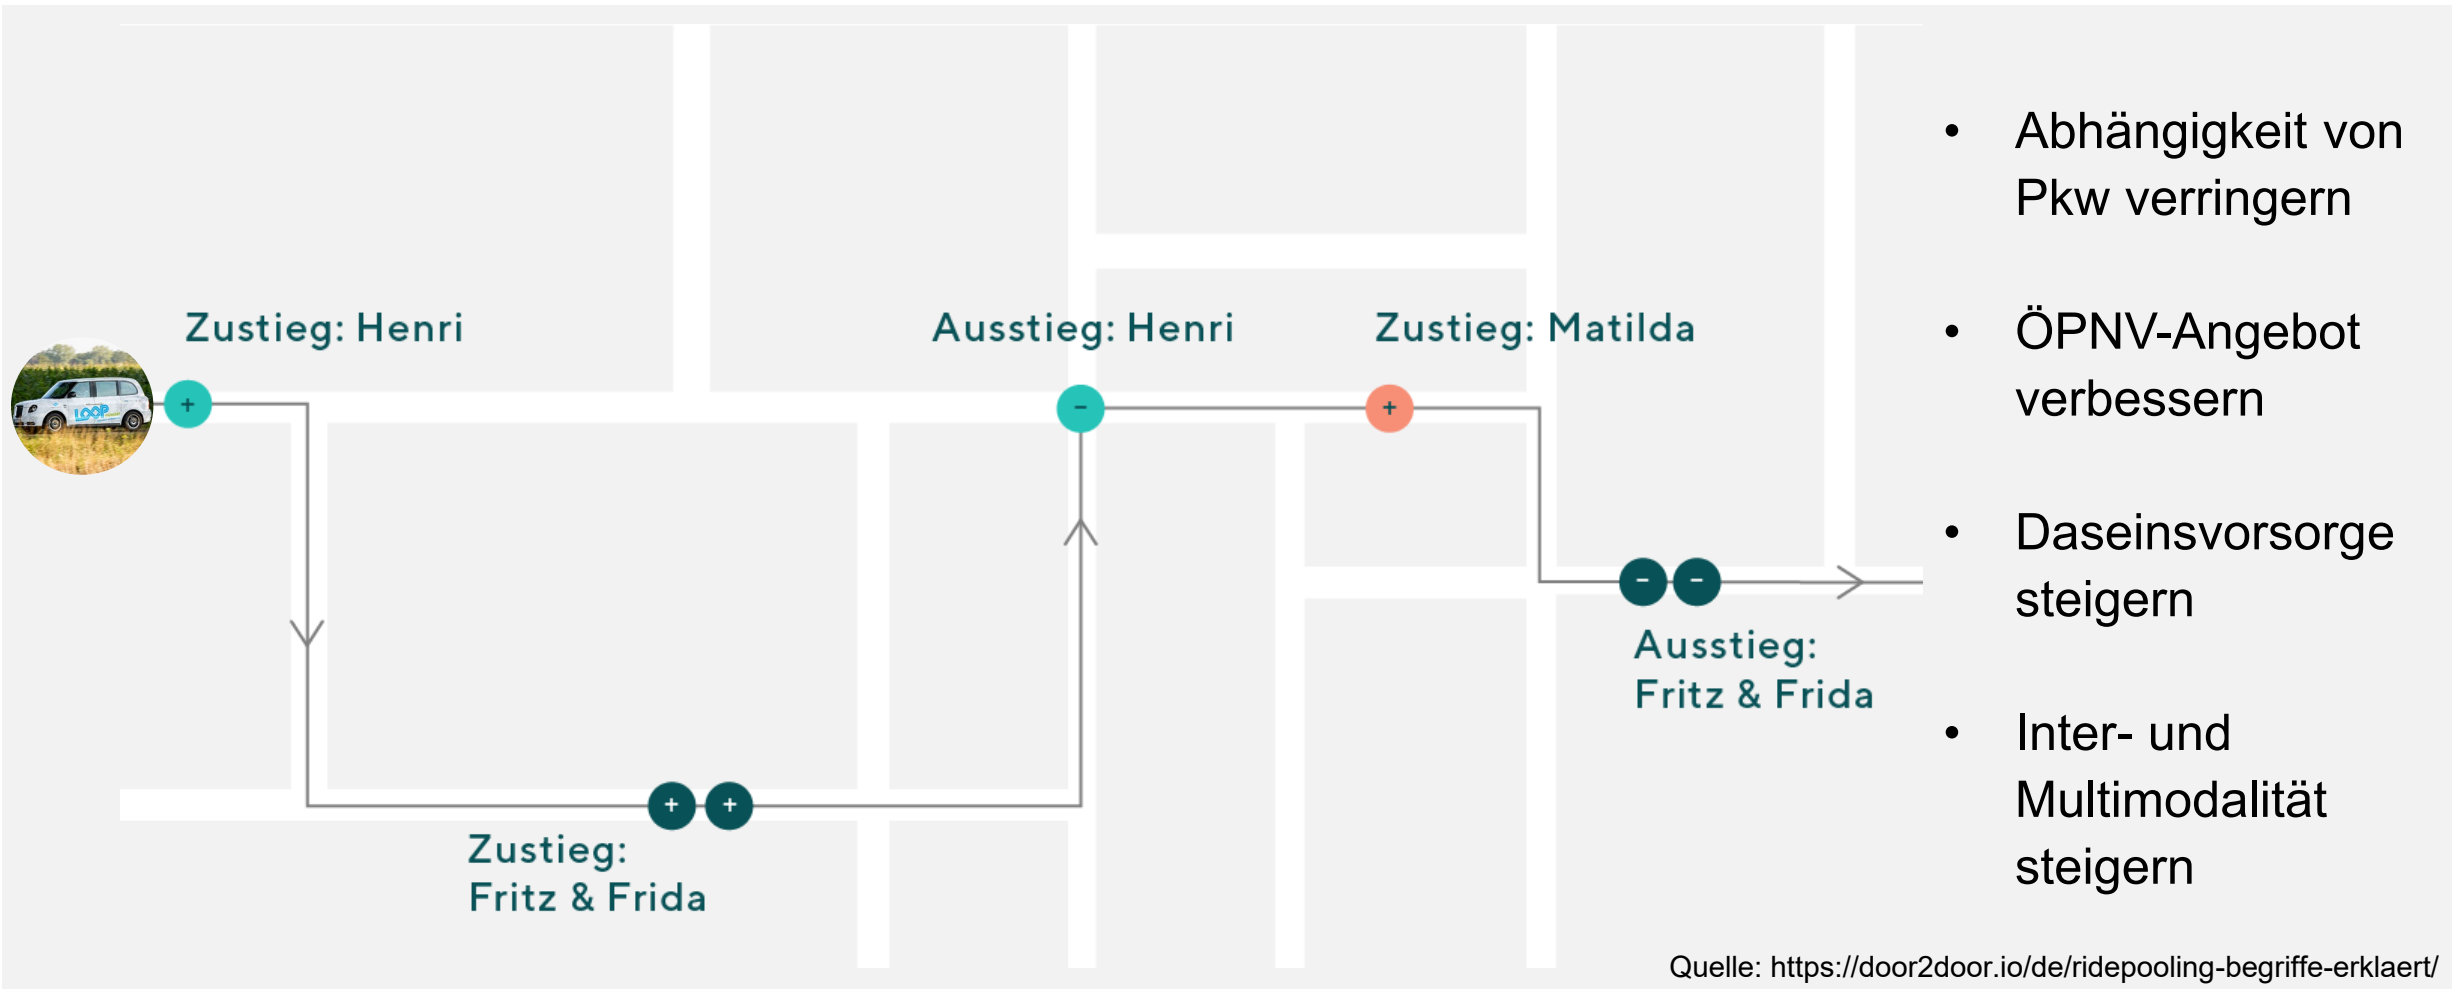 Zustieg: Henri
Ausstieg: Henri
Zustieg: Matilda
LOOP
+
-
+
- -
+ +
Ausstieg:
Fritz & Frida
Zustieg:
Fritz & Frida
• Abhängigkeit von
Pkw verringern
• ÖPNV-Angebot
verbessern
• Daseinsvorsorge
steigern
• Inter- und
Multimodalität
steigern
Quelle: https://door2door.io/de/ridepooling-begriffe-erklaert/